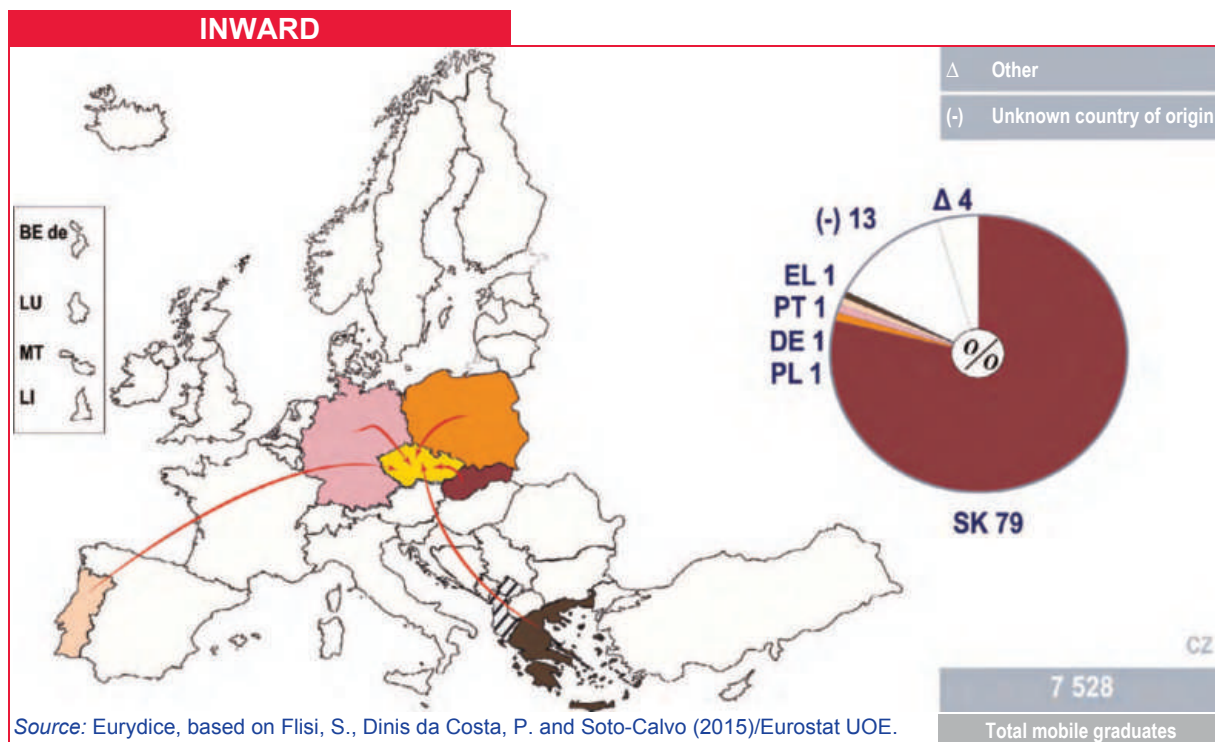 INWARD
Δ Other
(-) Unknown country of origin
BE de
LU
MT
LI
Δ 4
(-) 13
EL 1
PT 1
DE 1
PL 1
%
SK 79
CZ
7 528
Total mobile graduates
Source: Eurydice, based on Flisi, S., Dinis da Costa, P. and Soto-Calvo (2015)/Eurostat UOE.